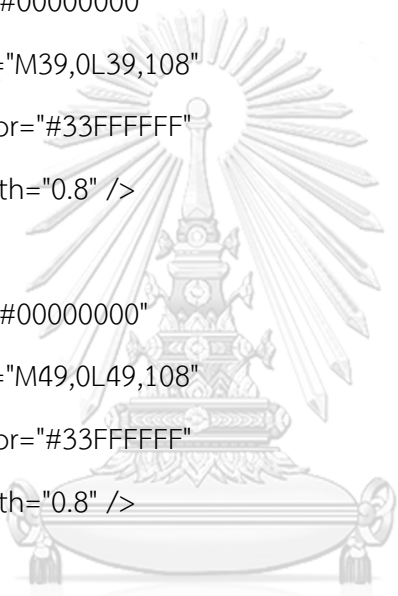 #00000000
="M39,0L39,108"
or="#33FFFFFF"
th="0.8" />
#00000000"
="M49,0L49,108"
or="#33FFFFFF"
th="0.8" />